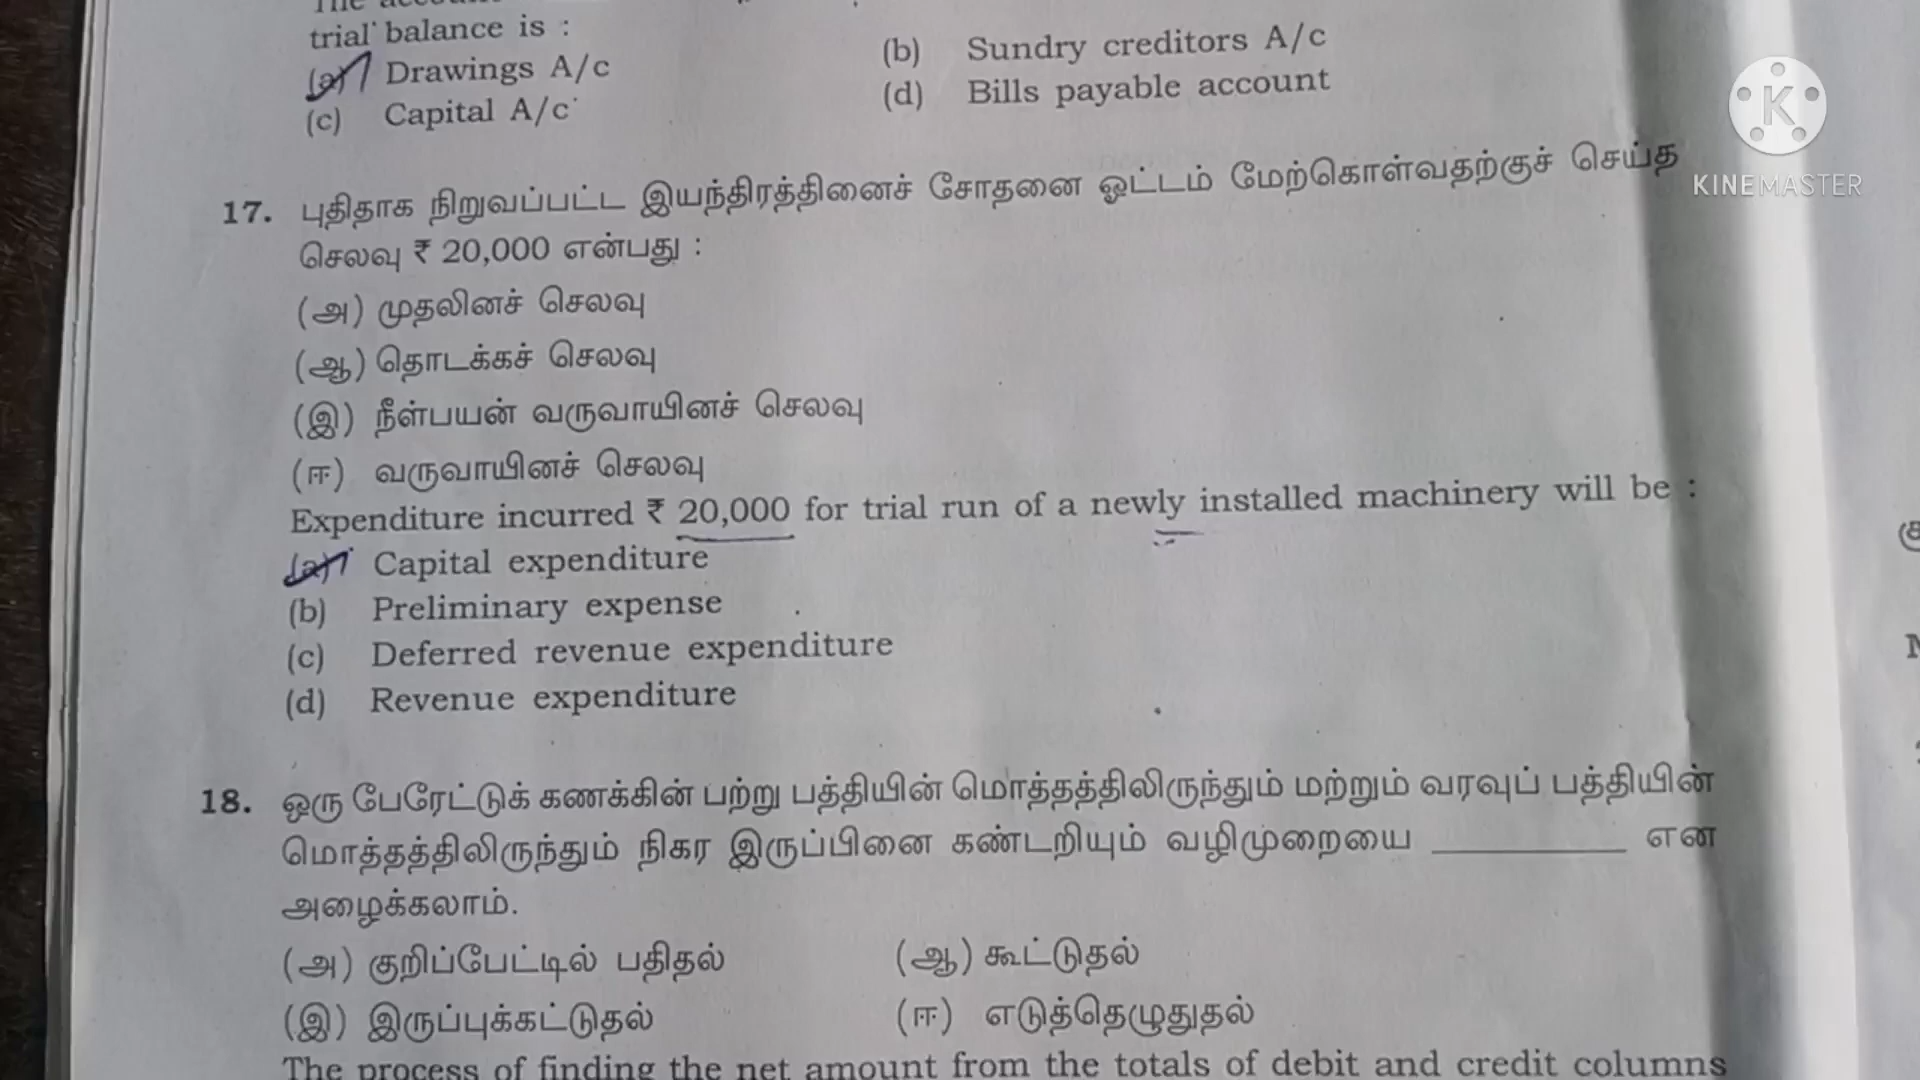 The
trial balance is :
(a) Drawings A/c (b) Sundry creditors A/c
(c) Capital A/c (d) Bills payable account
17. புதிதாக நிறுவப்பட்ட இயந்திரத்தினைச் சோதனை ஓட்டம் மேற்கொள்வதற்குச் செய்த
செலவு ₹ 20,000 என்பது :
(அ) முதலினச் செலவு
(ஆ) தொடக்கச் செலவு
(இ) நீள்பயன் வருவாயினச் செலவு
(ஈ) வருவாயினச் செலவு
Expenditure incurred ₹ 20,000 for trial run of a newly installed machinery will be :
(a) Capital expenditure
(b) Preliminary expense
(c) Deferred revenue expenditure
(d) Revenue expenditure
18. ஒரு பேரேட்டுக் கணக்கின் பற்று பத்தியின் மொத்தத்திலிருந்தும் மற்றும் வரவுப் பத்தியின்
மொத்தத்திலிருந்தும் நிகர இருப்பினை கண்டறியும் வழிமுறையை __________ என
அழைக்கலாம்.
(அ) குறிப்பேட்டில் பதிதல் (ஆ) கூட்டுதல்
(இ) இருப்புக்கட்டுதல் (ஈ) எடுத்தெழுதுதல்
The process of finding the net amount from the totals of debit and credit columns
K
KINEMASTER